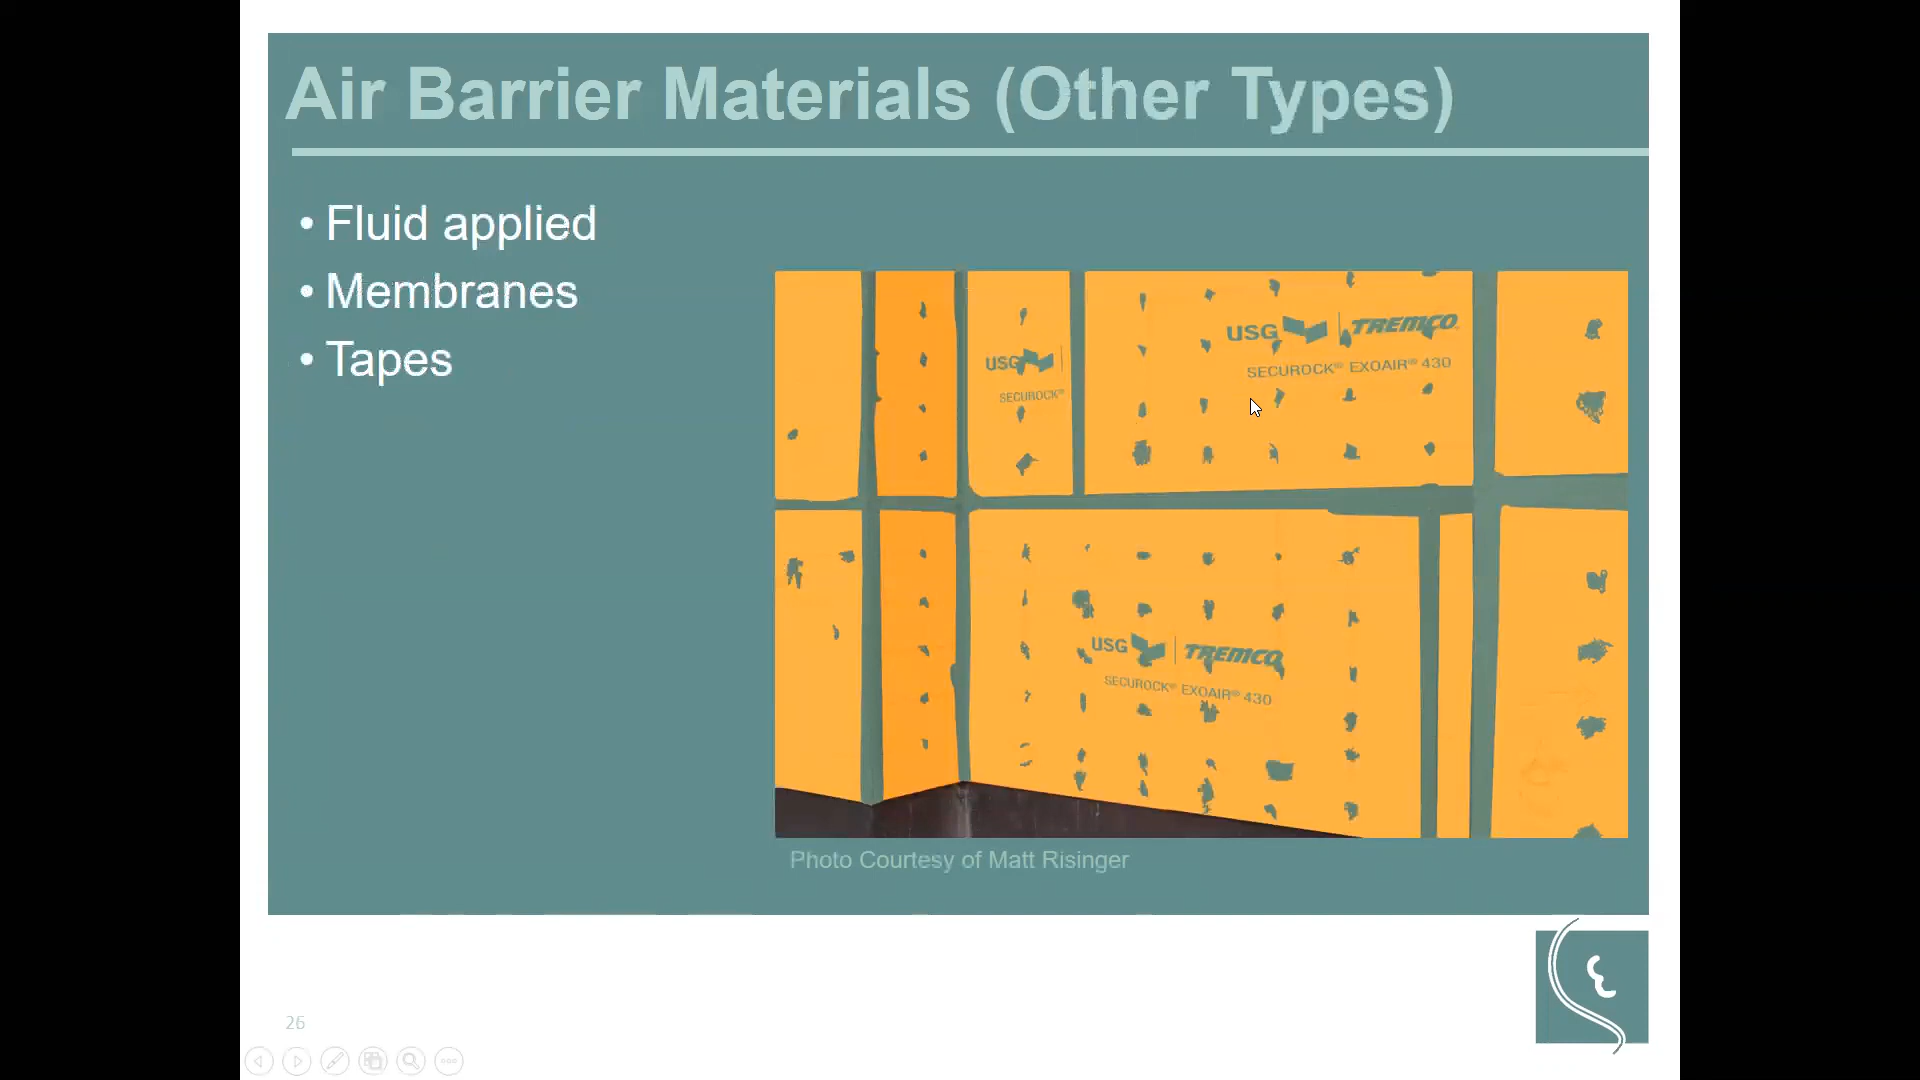 Air Barrier Materials (Other Types)
• Fluid applied
• Membranes
• Tapes
USG TREMCO
SECUROCK® EXOAIR® 430
USG
SECUROCK®
USG TREMCO
SECUROCK® EXOAIR® 430
Photo Courtesy of Matt Risinger
26